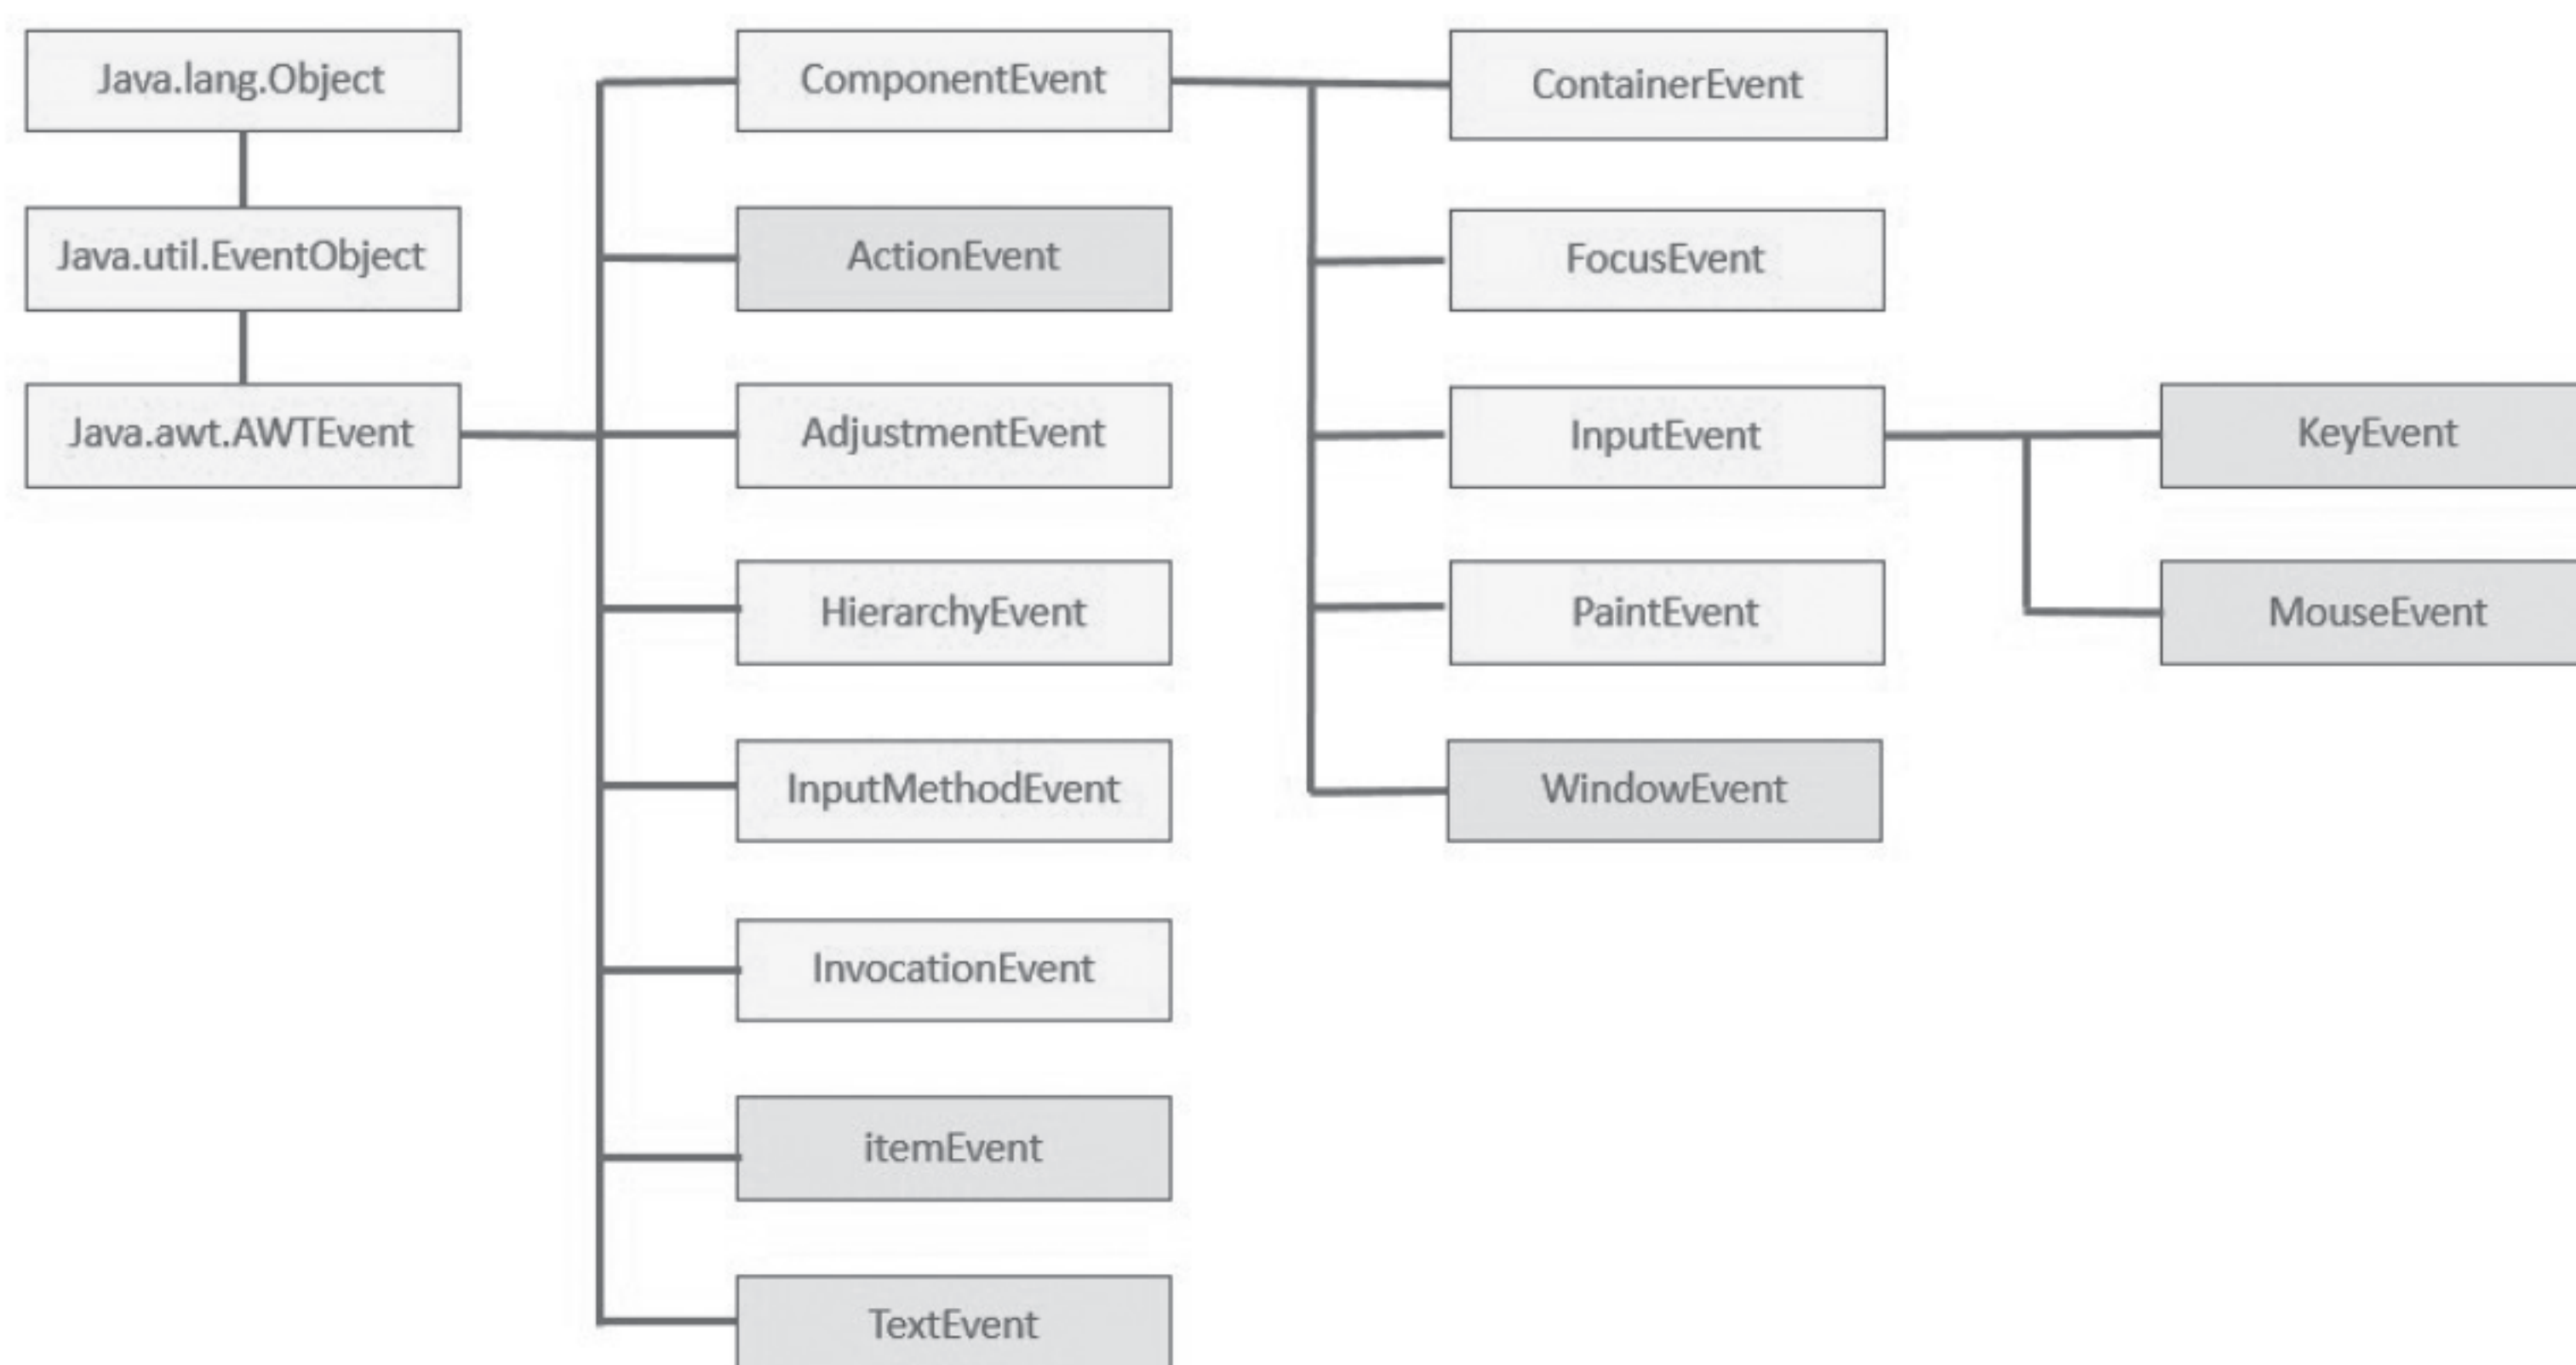 Java.lang.Object
Java.util.EventObject
Java.awt.AWTEvent
ComponentEvent
ActionEvent
AdjustmentEvent
HierarchyEvent
InputMethodEvent
InvocationEvent
itemEvent
TextEvent
ContainerEvent
FocusEvent
InputEvent
PaintEvent
WindowEvent
KeyEvent
MouseEvent